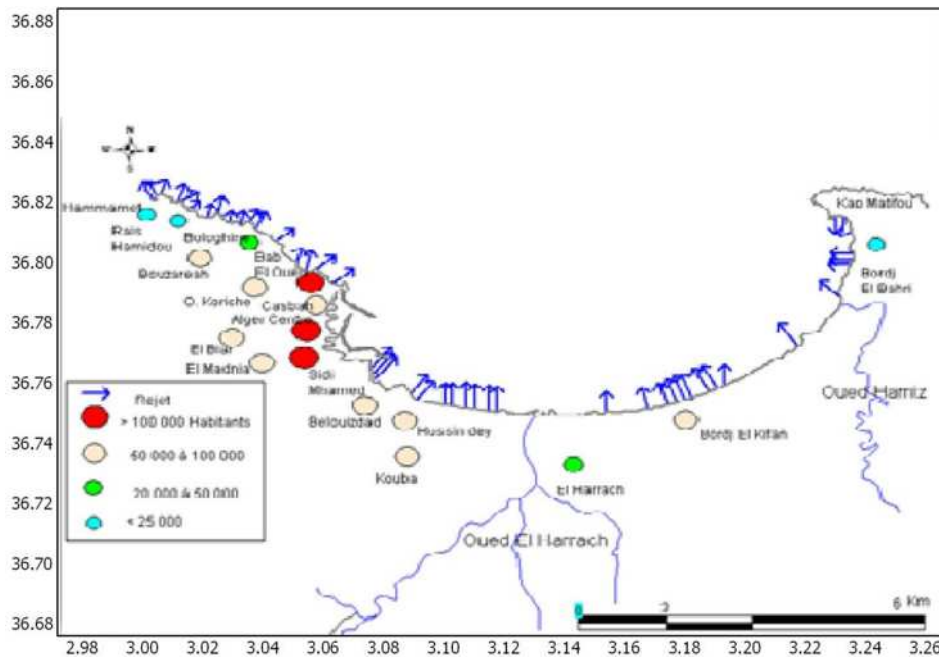 36.88
36.86
36.84
36.82
36.80
36.78
36.76
36.74
36.72
36.70
36.68
N
S
Hammamet
Rais
Hamidou
Bologhine
Bouzareah
Bab
El Oued
O. Koriche
Casbah
Alger Centre
El Biar
El Madnia
Sidi
Mhamed
Belouizdad
Hussin dey
Kouba
El Harrach
Bordj El Kifan
Kap Matifou
Bordj
El Bahri
Oued Hamiz
Oued El Harrach
Rejet
> 100 000 Habitants
50 000 à 100 000
20 000 à 50 000
< 25 000
0 3 6 Km
2.98 3.00 3.02 3.04 3.06 3.08 3.10 3.12 3.14 3.16 3.18 3.20 3.22 3.24 3.26